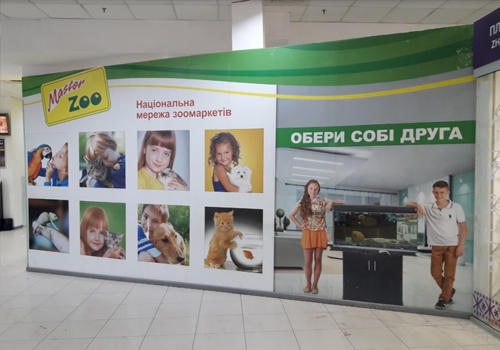 Master
ZOO
Національна
мережа зоомаркетів
ОБЕРИ СОБІ ДРУГА